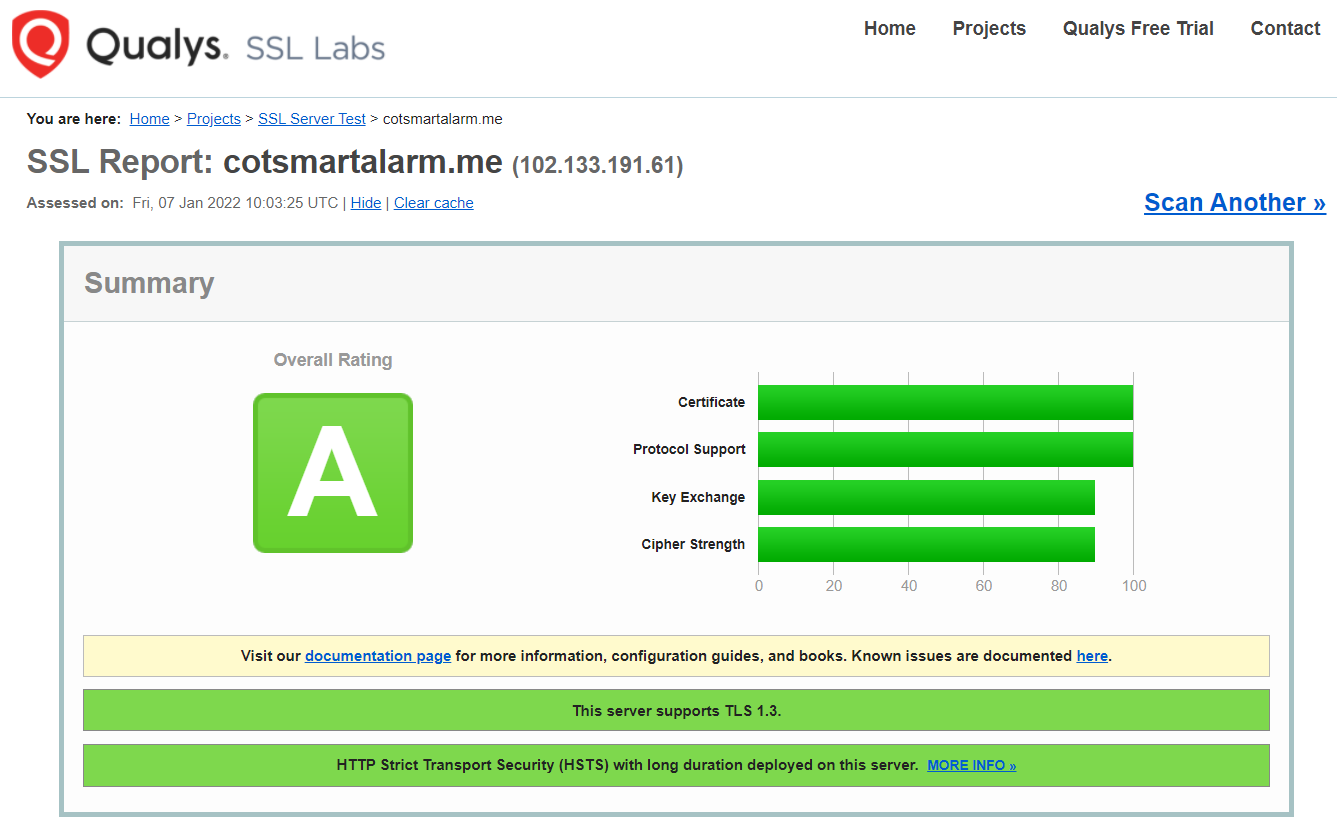 Qualys. SSL Labs
Home Projects Qualys Free Trial Contact
You are here: Home > Projects > SSL Server Test > cotsmartalarm.me
SSL Report: cotsmartalarm.me (102.133.191.61)
Assessed on: Fri, 07 Jan 2022 10:03:25 UTC | Hide | Clear cache
Scan Another »
Summary
Overall Rating
A
Certificate
Protocol Support
Key Exchange
Cipher Strength
0 20 40 60 80 100
Visit our documentation page for more information, configuration guides, and books. Known issues are documented here.
This server supports TLS 1.3.
HTTP Strict Transport Security (HSTS) with long duration deployed on this server. MORE INFO »